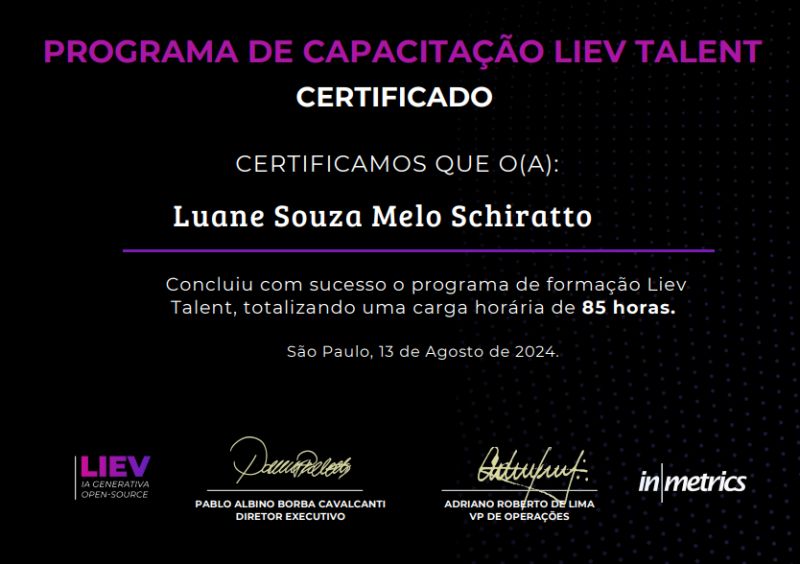 PROGRAMA DE CAPACITAÇÃO LIEV TALENT
CERTIFICADO
CERTIFICAMOS QUE O(A):
Luane Souza Melo Schiratto
Concluiu com sucesso o programa de formação Liev
Talent, totalizando uma carga horária de 85 horas.
São Paulo, 13 de Agosto de 2024.
LIEV
IA GENERATIVA
OPEN-SOURCE
PABLO ALBINO BORBA CAVALCANTI
DIRETOR EXECUTIVO
ADRIANO ROBERTO DE LIMA
VP DE OPERAÇÕES
in|metrics